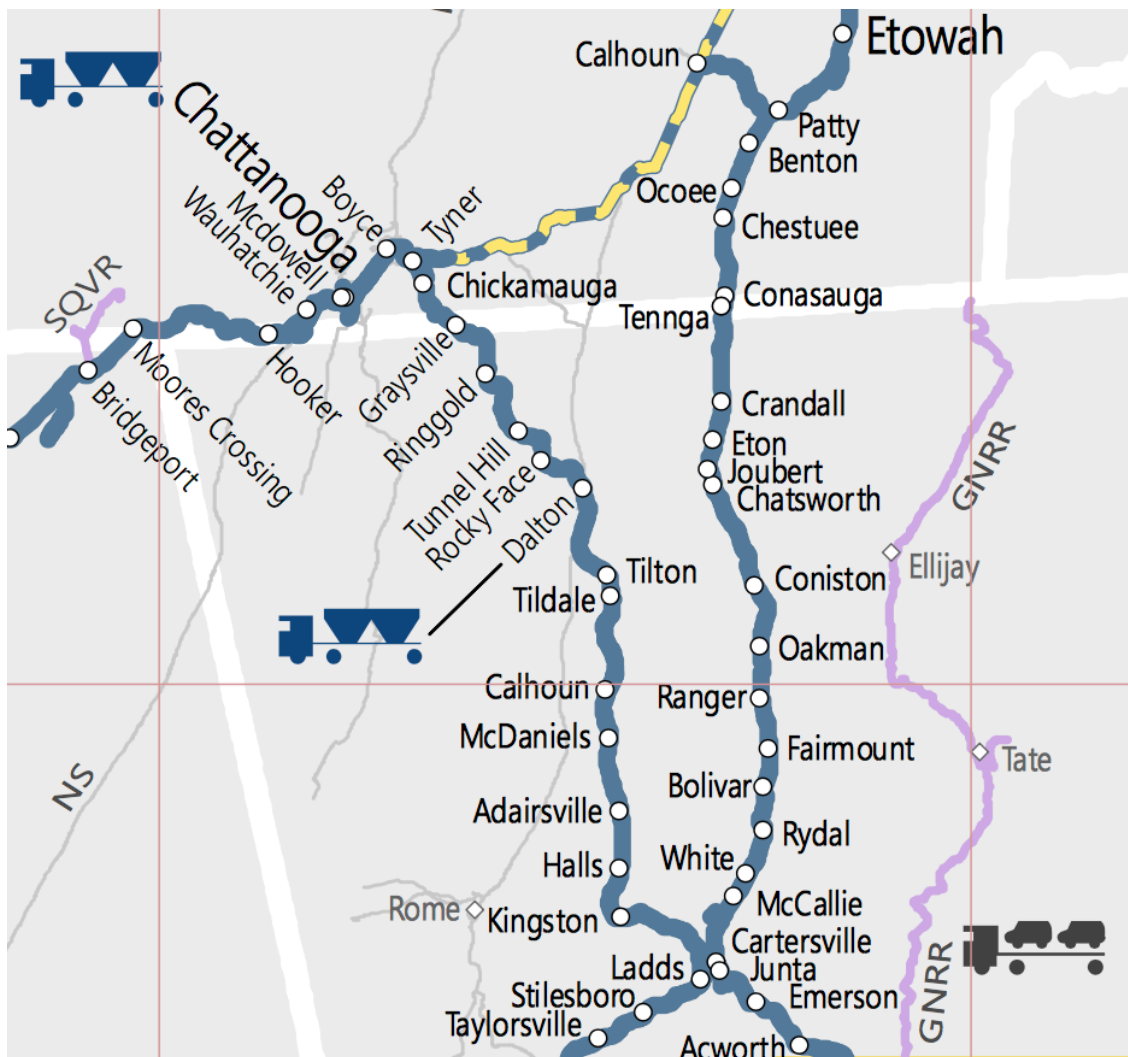 Etowah
Calhoun
Patty
Benton
Ocoee
Chestuee
Chattanooga
Boyce
Tyner
Mcdowell
Wauhatchie
Chickamauga
Conasauga
Tennga
SQVR
Hooker
Graysville
Moores Crossing
Bridgeport
Ringgold
Crandall
Eton
Joubert
Chatsworth
Tunnel Hill
Rocky Face
Dalton
GNRR
Ellijay
Tilton
Tildale
Coniston
Oakman
Calhoun
Ranger
McDaniels
Fairmount
Tate
NS
Bolivar
Adairsville
Rydal
Halls
White
McCallie
Rome
Kingston
Cartersville
Ladds
Junta
Stilesboro
Emerson
Taylorsville
GNRR
Acworth